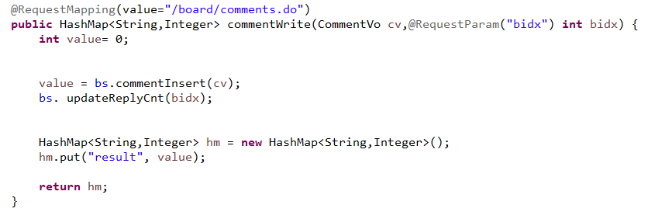 @RequestMapping(value="/board/comments.do")
public HashMap<String,Integer> commentWrite(CommentVo cv,@RequestParam("bidx") int bidx) {
    int value= 0;
    value = bs.commentInsert(cv);
    bs. updateReplyCnt(bidx);
    HashMap<String,Integer> hm = new HashMap<String,Integer>();
    hm.put("result", value);
    return hm;
}